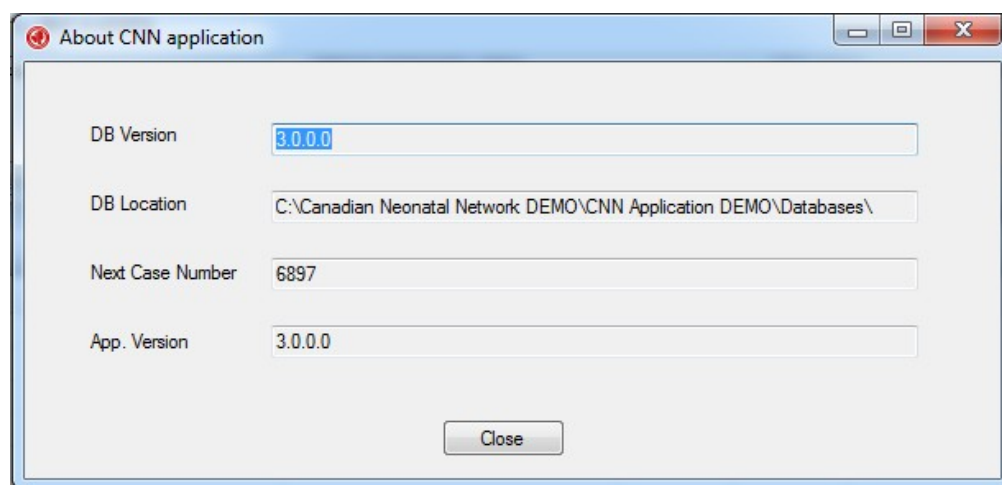 About CNN application
DB Version 3.0.0.0
DB Location C:\Canadian Neonatal Network DEMO\CNN Application DEMO\Databases\
Next Case Number 6897
App. Version 3.0.0.0
Close